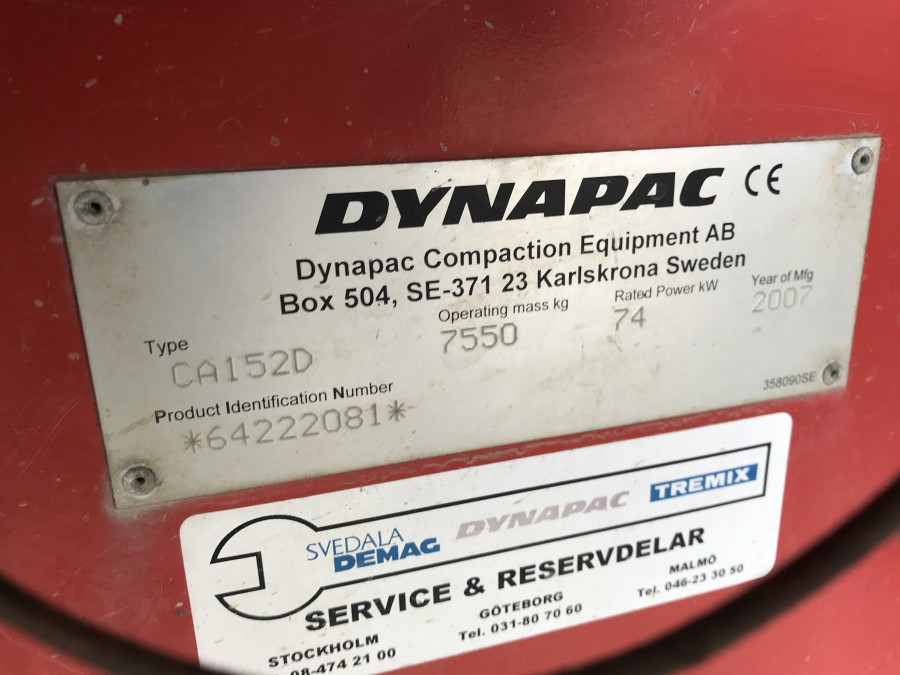 DYNAPAC CE
Dynapac Compaction Equipment AB
Box 504, SE-371 23 Karlskrona Sweden
Type Operating mass kg Rated Power kW Year of Mfg
CA152D 7550 74 2007
Product Identification Number
*64222081*
358090SE
SVEDALA DEMAG DYNAPAC TREMIX
SERVICE & RESERVDELAR
STOCKHOLM GÖTEBORG MALMÖ
08-474 21 00 Tel. 031-80 70 60 Tel. 046-23 30 50